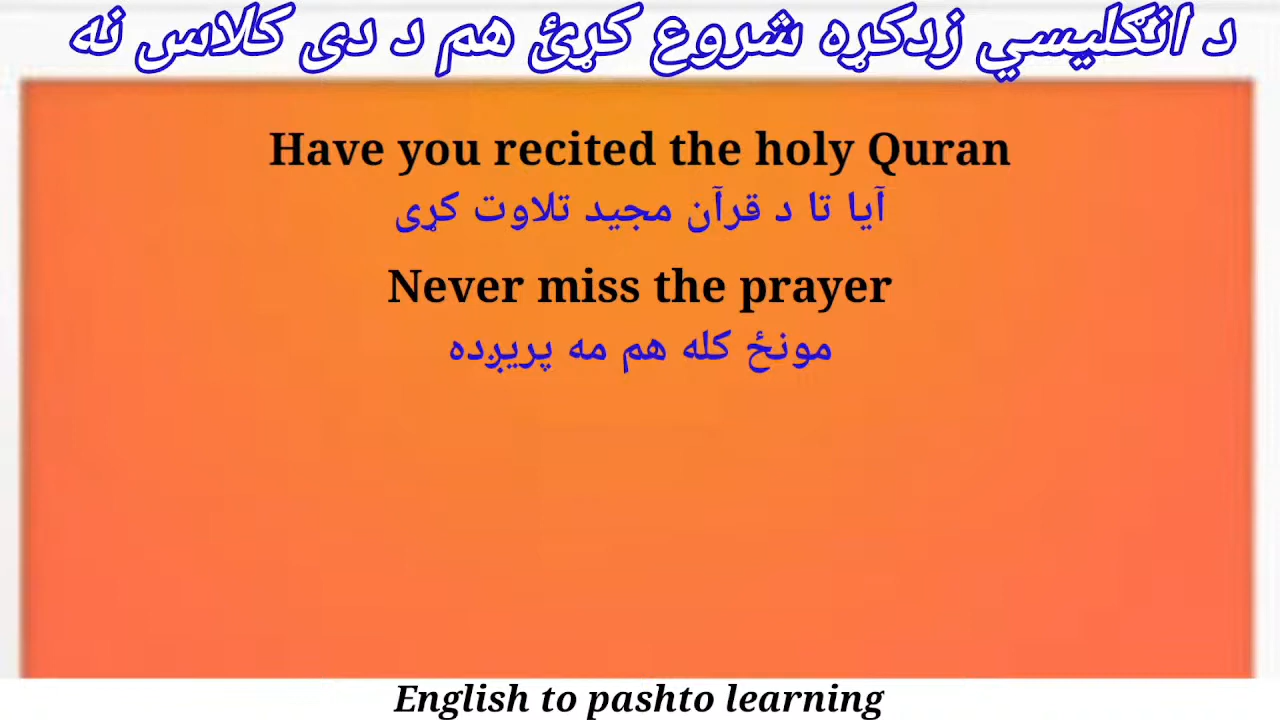 د انګلیسي زدکړه شروع کړئ هم د دی کلاس نه
Have you recited the holy Quran
آیا تا د قرآن مجید تلاوت کړی
Never miss the prayer
مونځ کله هم مه پریږده
English to pashto learning